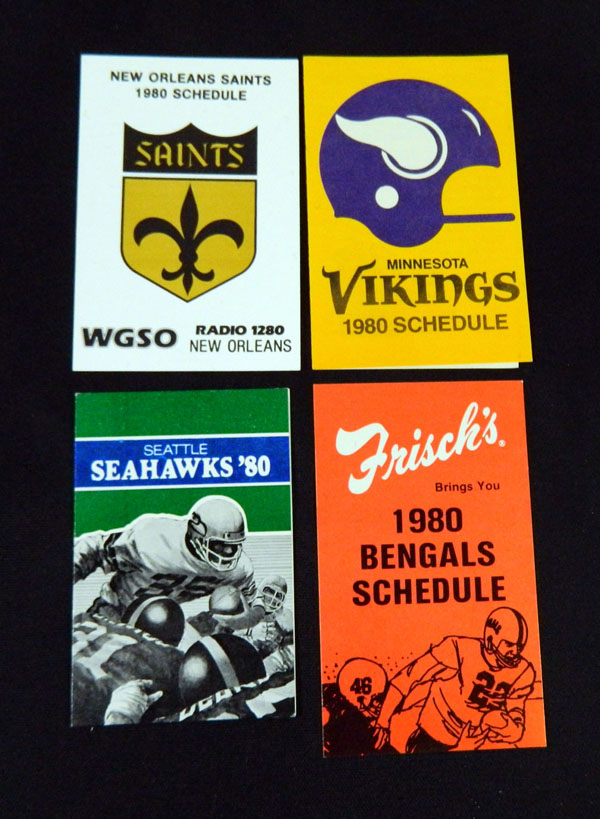 NEW ORLEANS SAINTS
1980 SCHEDULE
SAINTS
WGSO
RADIO 1280
NEW ORLEANS
MINNESOTA
VIKINGS
1980 SCHEDULE
SEATTLE
SEAHAWKS '80
Frisch's®
Brings You
1980
BENGALS
SCHEDULE
46
22